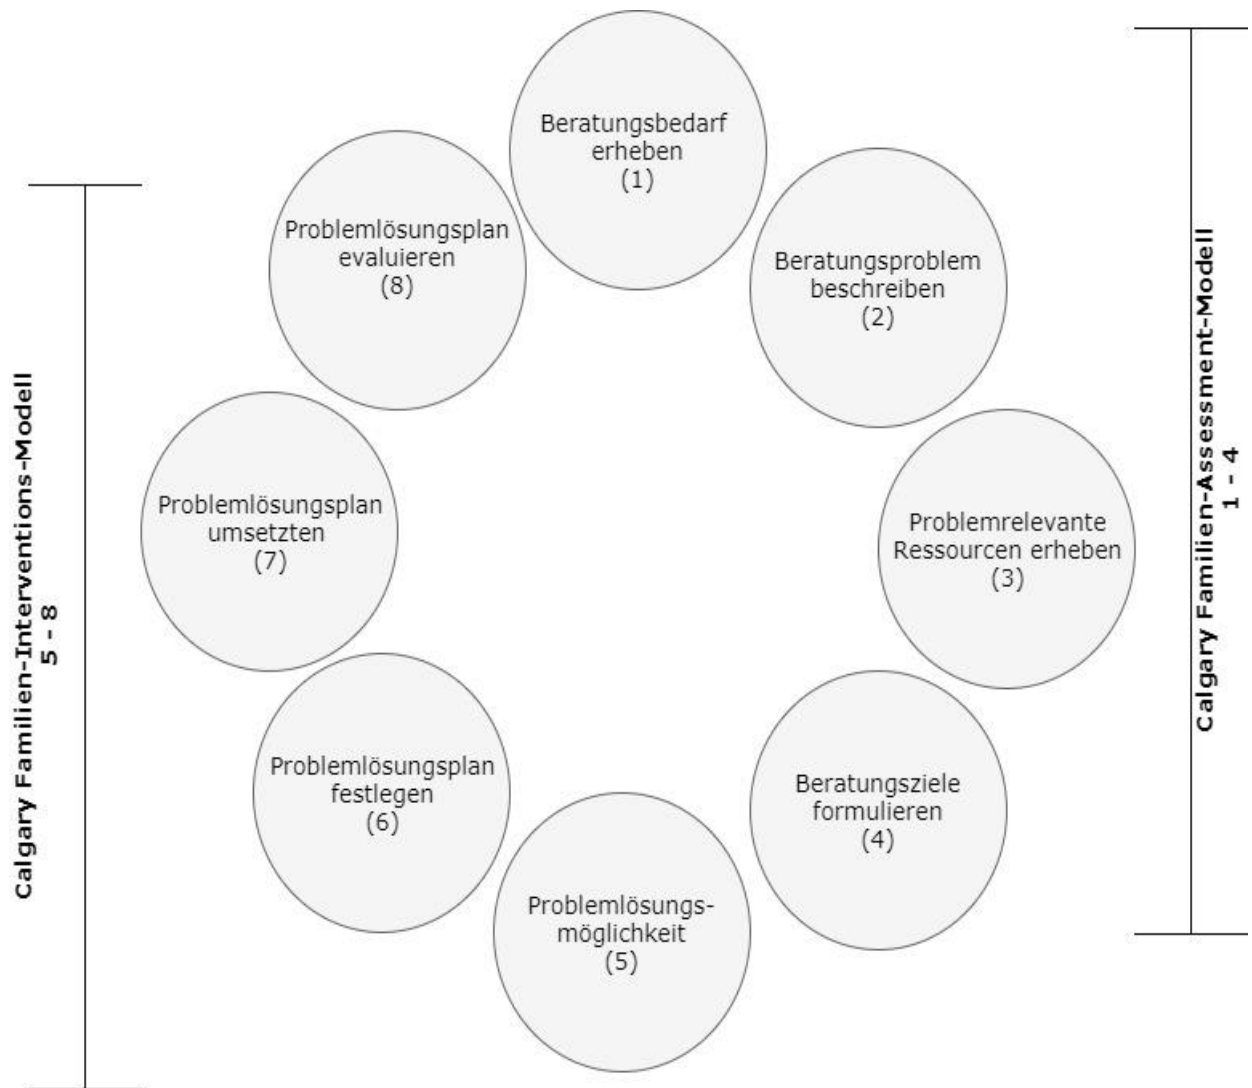 Beratungsbedarf
erheben
(1)
Beratungsproblem
beschreiben
(2)
Problemrelevante
Ressourcen erheben
(3)
Beratungsziele
formulieren
(4)
Problemlösungs-
möglichkeit
(5)
Problemlösungsplan
festlegen
(6)
Problemlösungsplan
umsetzten
(7)
Problemlösungsplan
evaluieren
(8)
Calgary Familien-Assessment-Modell
1 - 4
Calgary Familien-Interventions-Modell
5 - 8